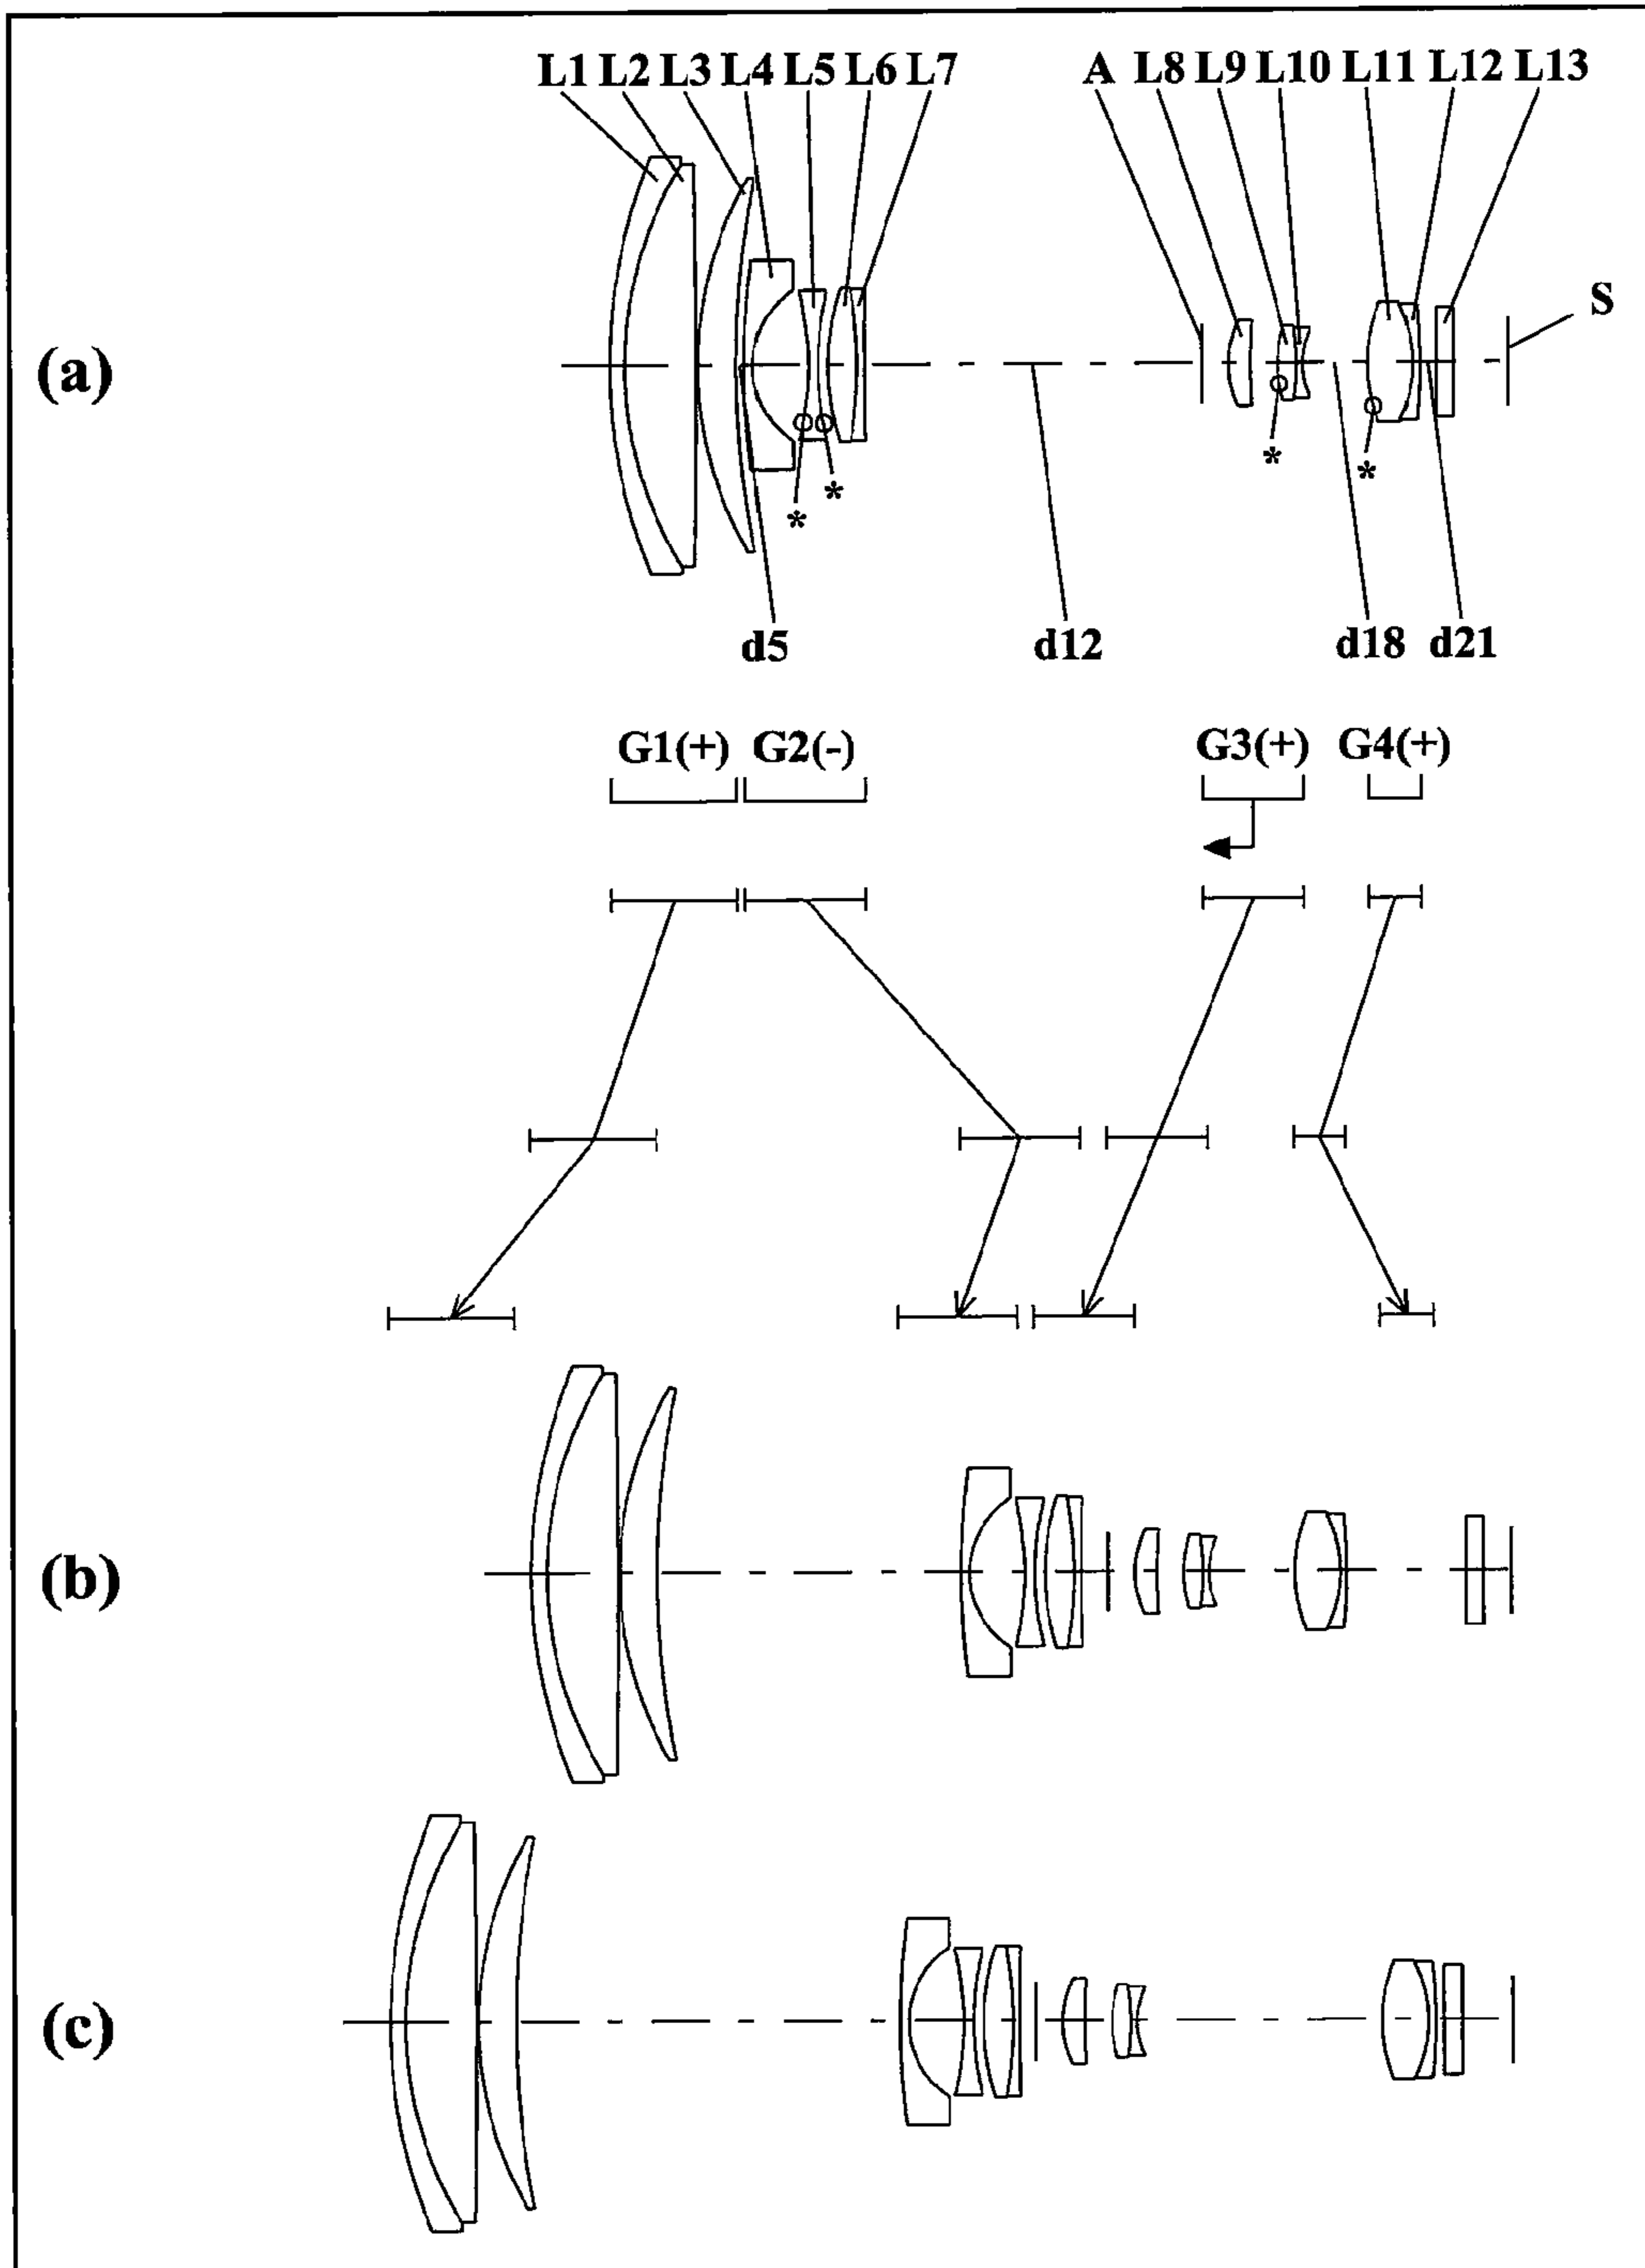 L1 L2 L3 L4 L5 L6 L7 A L8 L9 L10 L11 L12 L13
S
(a)
* * * *
d5 d12 d18 d21
G1(+) G2(-) G3(+) G4(+)
(b)
(c)